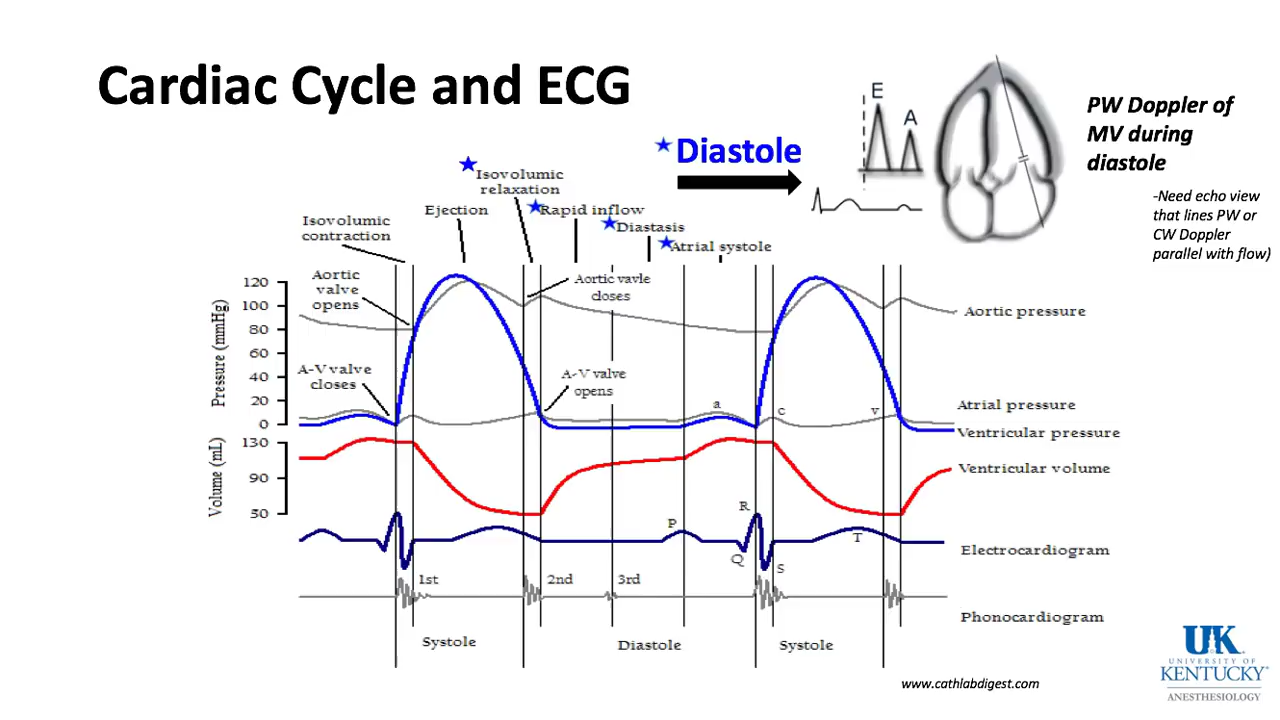 Cardiac Cycle and ECG
E
A
PW Doppler of
MV during
diastole
-Need echo view
that lines PW or
CW Doppler
parallel with flow)
Diastole
Isovolumic
relaxation
Ejection
Rapid inflow
Diastasis
Atrial systole
Isovolumic
contraction
Aortic
valve
opens
Aortic vavle
closes
A-V valve
closes
A-V valve
opens
Pressure (mmHg)
120
100
80
60
40
20
0
a
c
v
Aortic pressure
Atrial pressure
Ventricular pressure
Volume (mL)
130
90
50
Ventricular volume
P
R
Q
S
T
Electrocardiogram
1st
2nd
3rd
Phonocardiogram
Systole
Diastole
Systole
www.cathlabdigest.com
UK
UNIVERSITY OF
KENTUCKY
ANESTHESIOLOGY